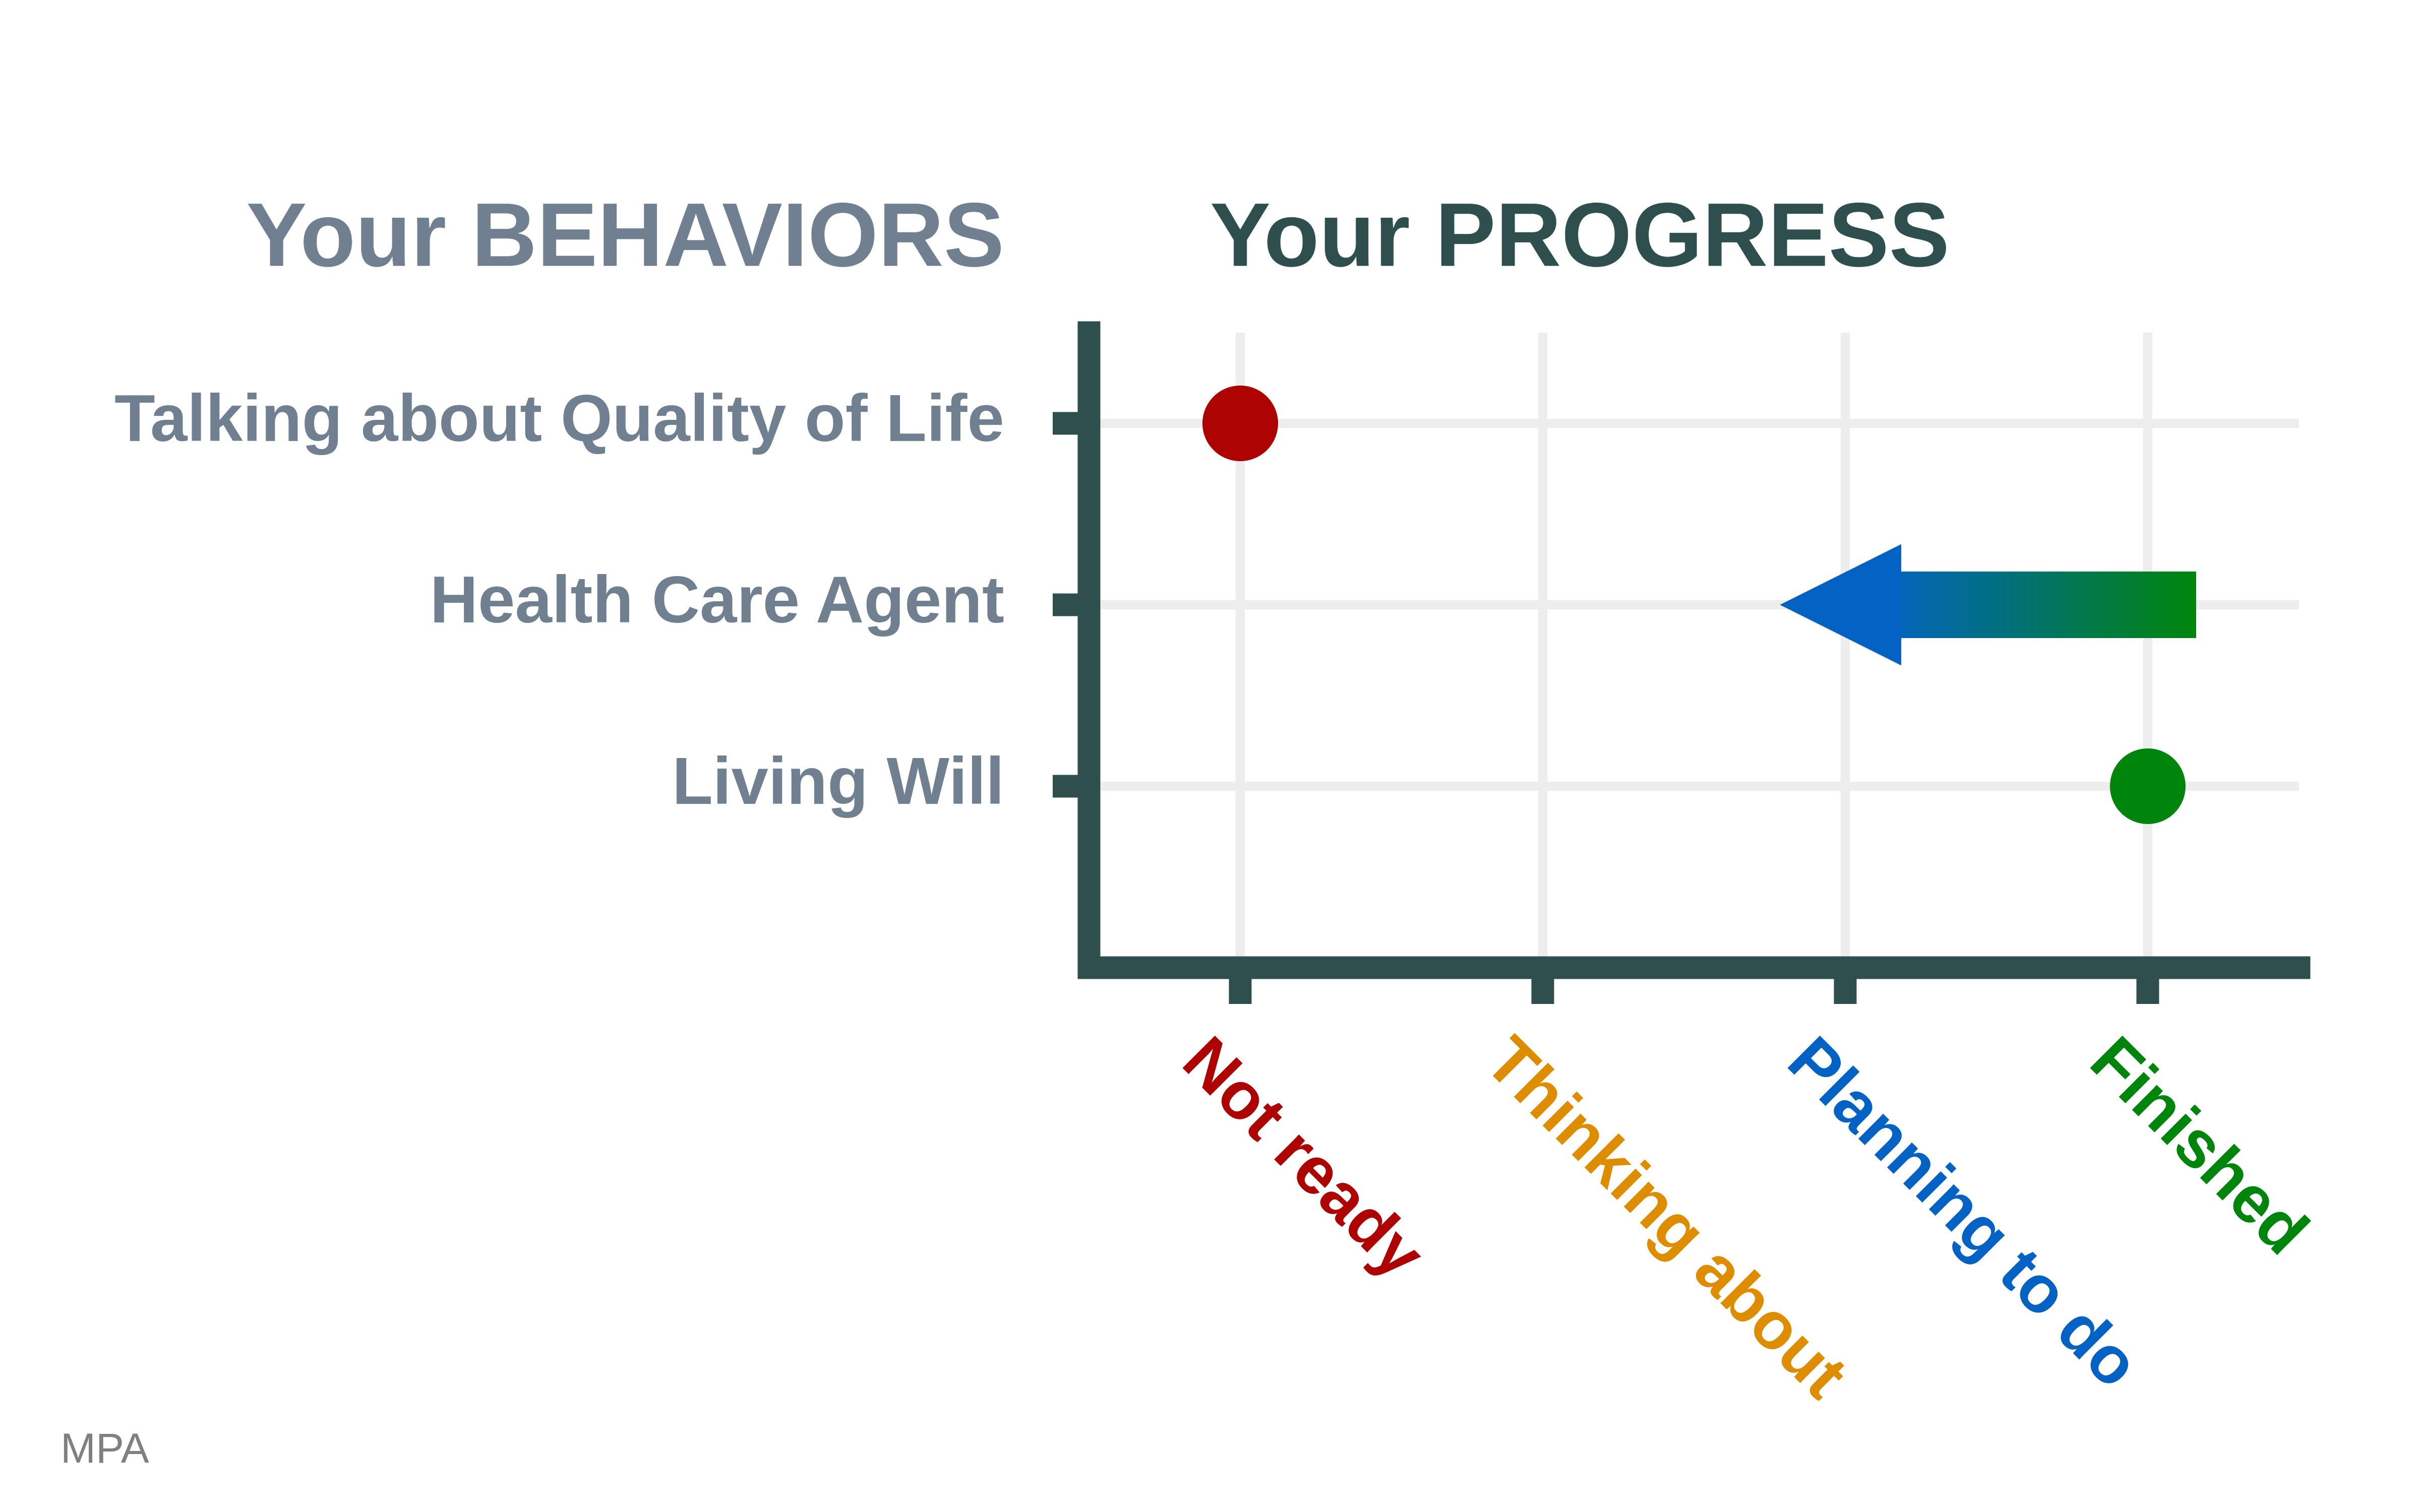 Your BEHAVIORS
Your PROGRESS
Talking about Quality of Life
Health Care Agent
Living Will
Not ready
Thinking about
Planning to do
Finished
MPA